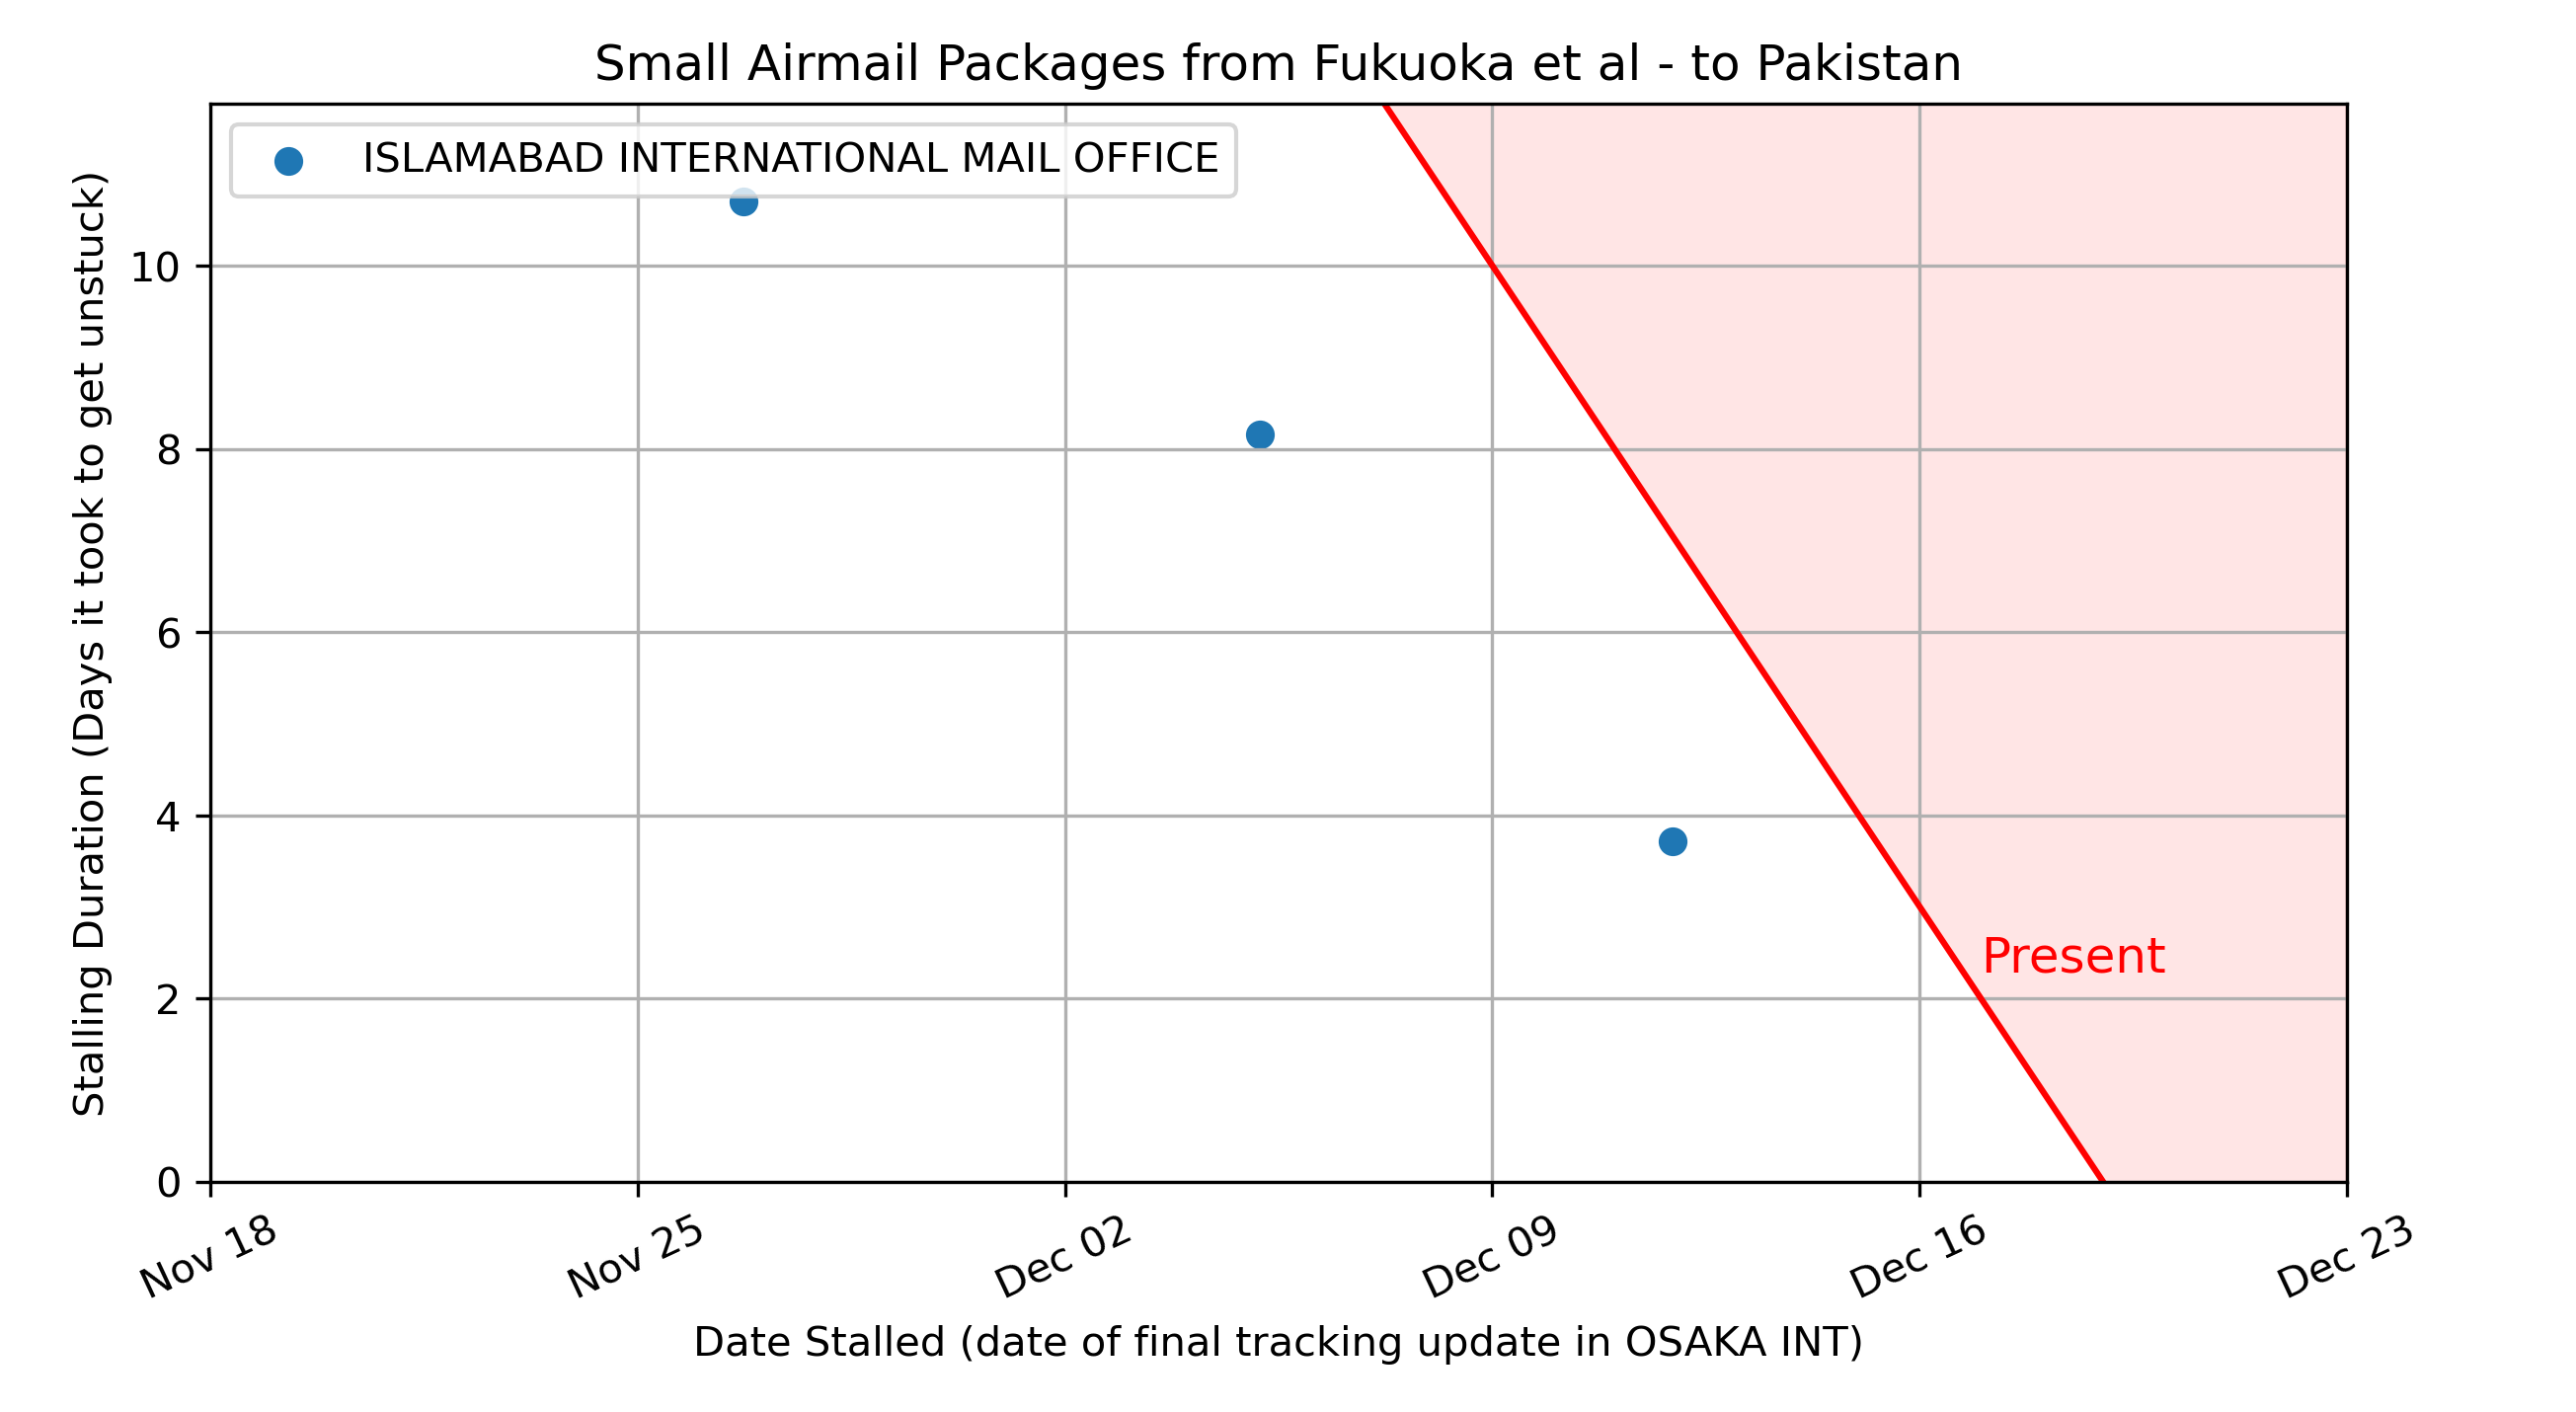 Small Airmail Packages from Fukuoka et al - to Pakistan
ISLAMABAD INTERNATIONAL MAIL OFFICE
Stalling Duration (Days it took to get unstuck)
10
8
6
4
2
0
Present
Nov 18
Nov 25
Dec 02
Dec 09
Dec 16
Dec 23
Date Stalled (date of final tracking update in OSAKA INT)